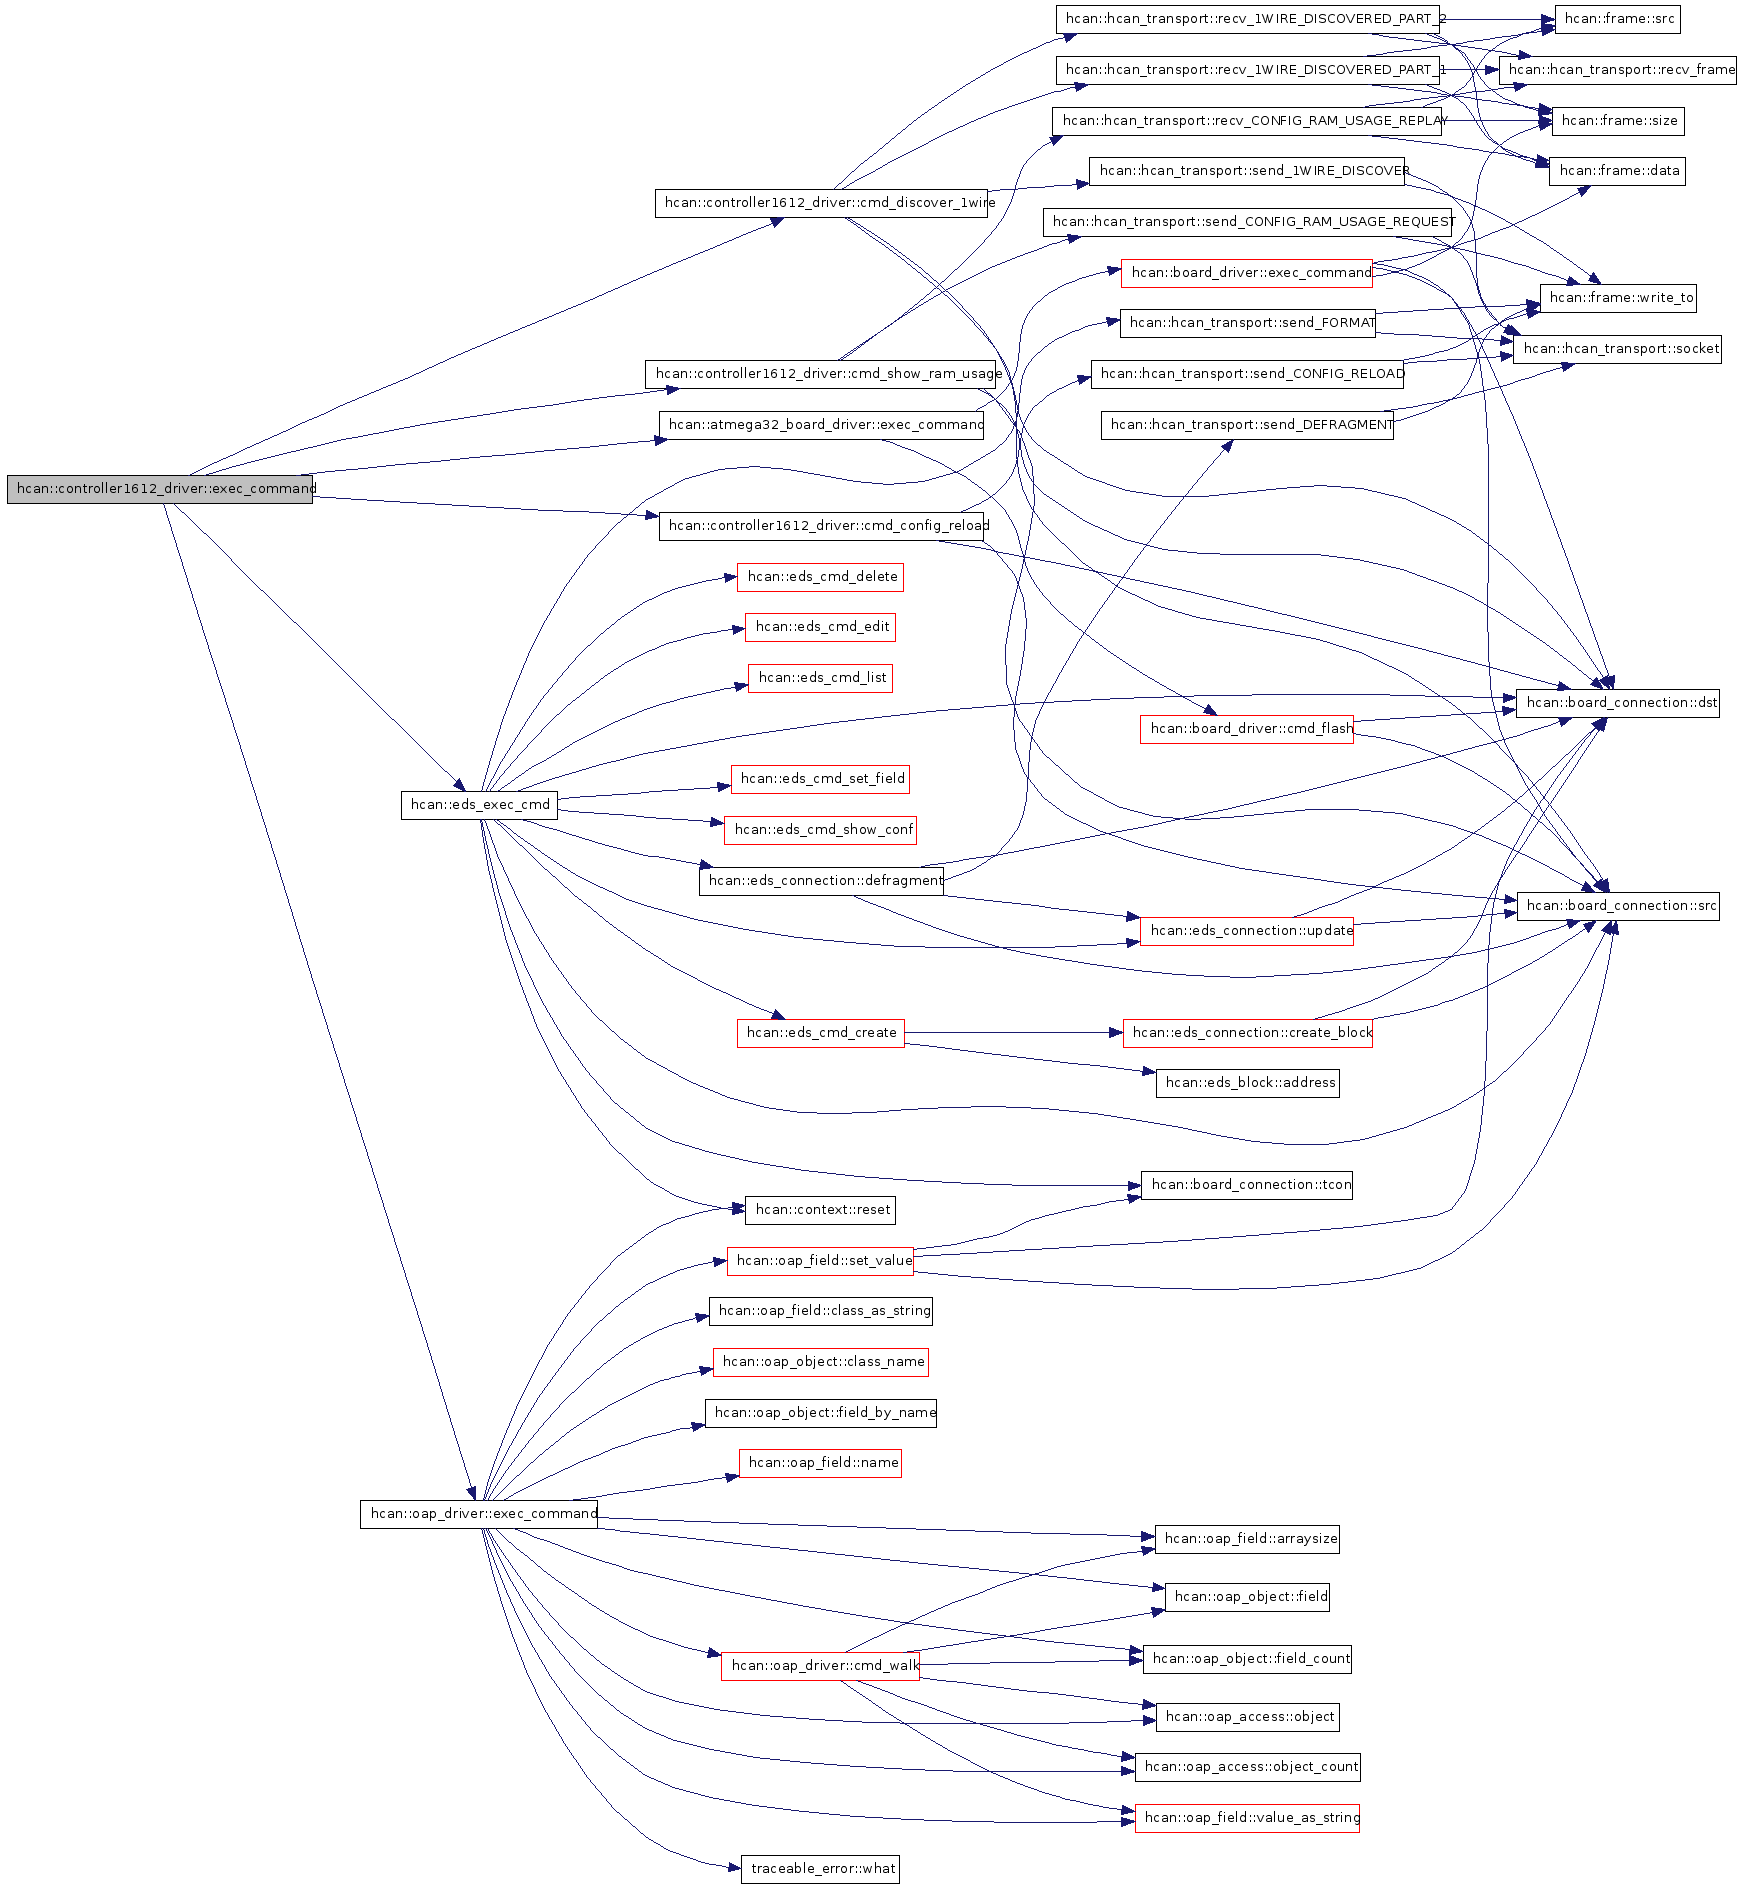 hcan::hcan_transport::recv_1WIRE_DISCOVERED_PART_2
hcan::frame::src
hcan::hcan_transport::recv_1WIRE_DISCOVERED_PART_1
hcan::hcan_transport::recv_frame
hcan::hcan_transport::recv_CONFIG_RAM_USAGE_REPLAY
hcan::frame::size
hcan::hcan_transport::send_1WIRE_DISCOVER
hcan::frame::data
hcan::controller1612_driver::cmd_discover_1wire
hcan::hcan_transport::send_CONFIG_RAM_USAGE_REQUEST
hcan::board_driver::exec_command
hcan::frame::write_to
hcan::hcan_transport::send_FORMAT
hcan::hcan_transport::socket
hcan::controller1612_driver::cmd_show_ram_usage
hcan::hcan_transport::send_CONFIG_RELOAD
hcan::atmega32_board_driver::exec_command
hcan::hcan_transport::send_DEFRAGMENT
hcan::controller1612_driver::exec_command
hcan::controller1612_driver::cmd_config_reload
hcan::eds_cmd_delete
hcan::eds_cmd_edit
hcan::eds_cmd_list
hcan::board_connection::dst
hcan::board_driver::cmd_flash
hcan::eds_cmd_set_field
hcan::eds_exec_cmd
hcan::eds_cmd_show_conf
hcan::eds_connection::defragment
hcan::board_connection::src
hcan::eds_connection::update
hcan::eds_cmd_create
hcan::eds_connection::create_block
hcan::eds_block::address
hcan::board_connection::tcon
hcan::context::reset
hcan::oap_field::set_value
hcan::oap_field::class_as_string
hcan::oap_object::class_name
hcan::oap_object::field_by_name
hcan::oap_field::name
hcan::oap_driver::exec_command
hcan::oap_field::arraysize
hcan::oap_object::field
hcan::oap_object::field_count
hcan::oap_driver::cmd_walk
hcan::oap_access::object
hcan::oap_access::object_count
hcan::oap_field::value_as_string
traceable_error::what